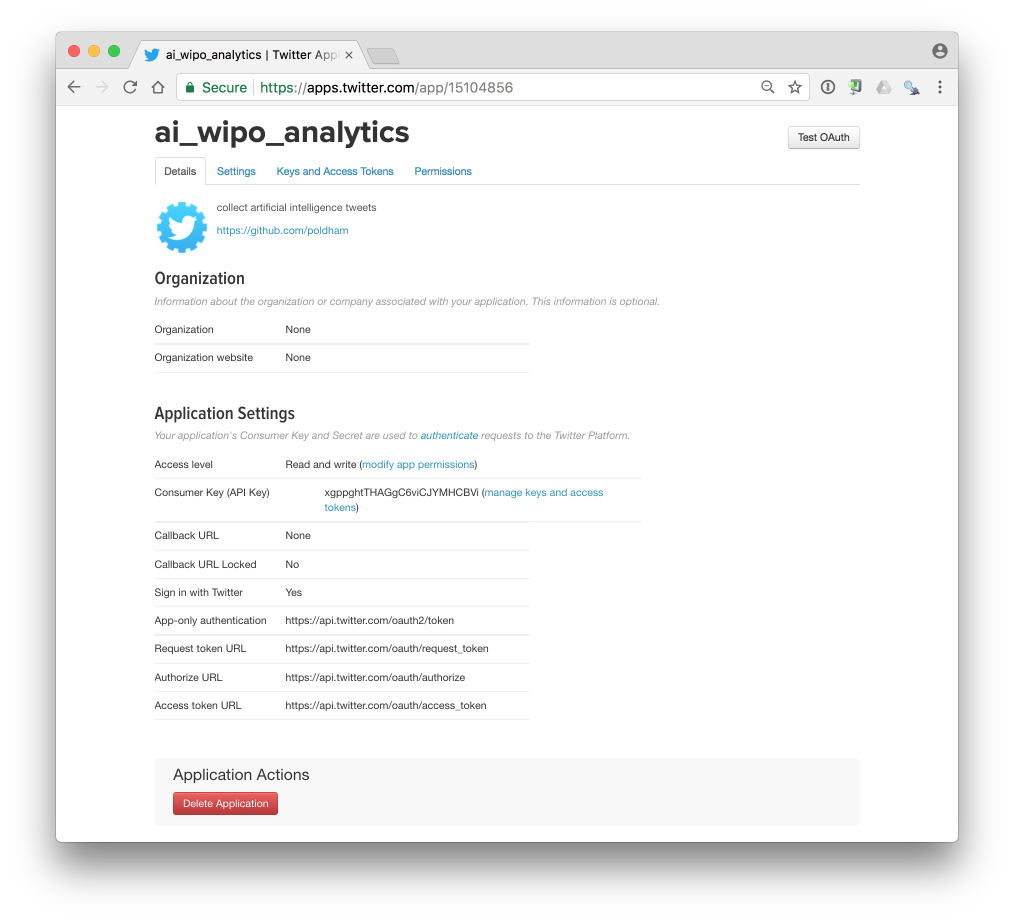 ai_wipo_analytics | Twitter App
Secure https://apps.twitter.com/app/15104856
ai_wipo_analytics
Test OAuth
Details Settings Keys and Access Tokens Permissions
collect artificial intelligence tweets
https://github.com/poldham
Organization
Information about the organization or company associated with your application. This information is optional.
Organization None
Organization website None
Application Settings
Your application's Consumer Key and Secret are used to authenticate requests to the Twitter Platform.
Access level Read and write (modify app permissions)
Consumer Key (API Key) xgppghtTHAGgC6viCJYMHCBVi (manage keys and access
tokens)
Callback URL None
Callback URL Locked No
Sign in with Twitter Yes
App-only authentication https://api.twitter.com/oauth2/token
Request token URL https://api.twitter.com/oauth/request_token
Authorize URL https://api.twitter.com/oauth/authorize
Access token URL https://api.twitter.com/oauth/access_token
Application Actions
Delete Application